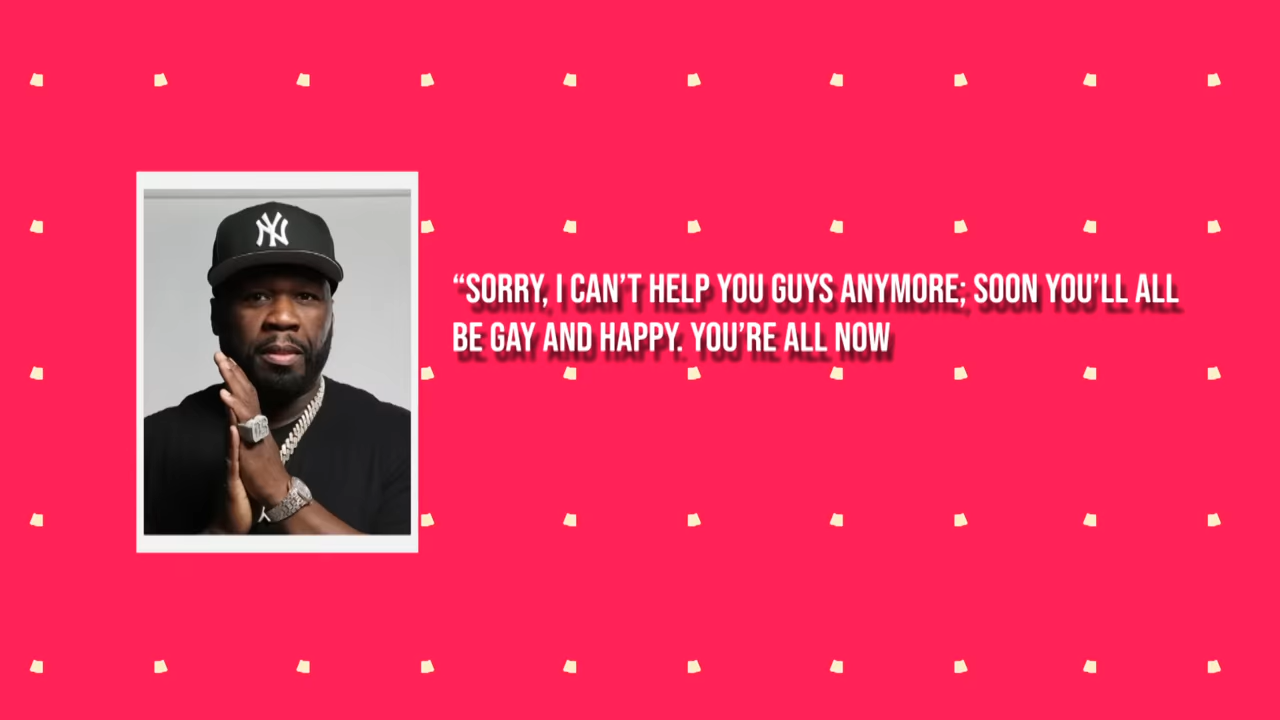 NY
“SORRY, I CAN’T HELP YOU GUYS ANYMORE; SOON YOU’LL ALL
BE GAY AND HAPPY. YOU’RE ALL NOW